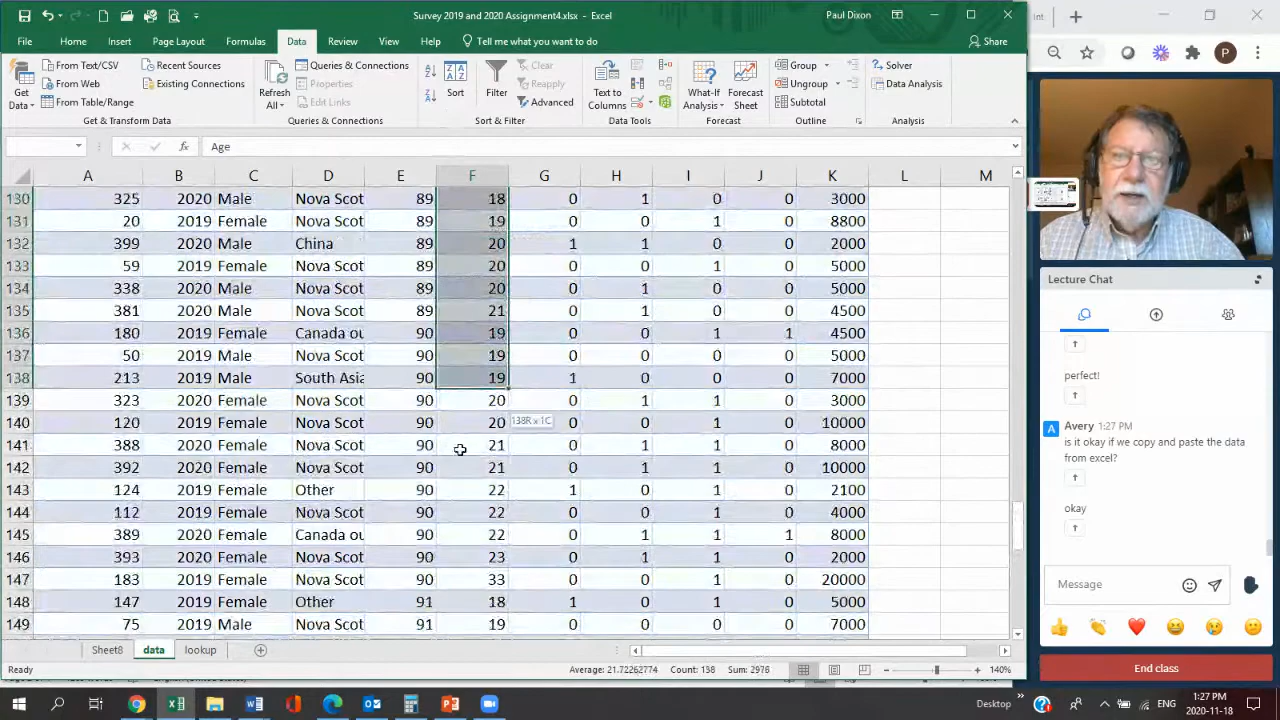 Survey 2019 and 2020 Assignment4.xlsx - Excel
Paul Dixon
File Home Insert Page Layout Formulas Data Review View Help Tell me what you want to do Share
Get Data
From Text/CSV
From Web
From Table/Range
Recent Sources
Existing Connections
Get & Transform Data
Refresh All
Queries & Connections
Properties
Edit Links
Queries & Connections
Sort
Filter
Clear
Reapply
Advanced
Sort & Filter
Text to Columns
Data Tools
What-If Analysis
Forecast Sheet
Forecast
Group
Ungroup
Subtotal
Outline
Solver
Data Analysis
Analysis
fx Age
A B C D E F G H I J K L M
130 325 2020 Male Nova Scot 89 18 0 1 0 0 3000
131 20 2019 Female Nova Scot 89 19 0 0 1 0 8800
132 399 2020 Male China 89 20 1 1 0 0 2000
133 59 2019 Female Nova Scot 89 20 0 0 1 0 5000
134 338 2020 Male Nova Scot 89 20 0 1 0 0 5000
135 381 2020 Male Nova Scot 89 21 0 1 0 0 4500
136 180 2019 Female Canada ou 90 19 0 0 1 1 4500
137 50 2019 Male Nova Scot 90 19 0 0 1 0 5000
138 213 2019 Male South Asia 90 19 1 0 0 0 7000
139 323 2020 Female Nova Scot 90 20 0 1 1 0 3000
140 120 2019 Female Nova Scot 90 20 138R x 1C 0 0 1 0 10000
141 388 2020 Female Nova Scot 90 21 0 1 1 0 8000
142 392 2020 Female Nova Scot 90 21 0 1 1 0 10000
143 124 2019 Female Other 90 22 1 0 1 0 2100
144 112 2019 Female Nova Scot 90 22 0 0 1 0 4000
145 389 2020 Female Canada ou 90 22 0 1 1 1 8000
146 393 2020 Female Nova Scot 90 23 0 1 1 0 2000
147 183 2019 Female Nova Scot 90 33 0 0 1 0 20000
148 147 2019 Female Other 91 18 1 0 1 0 5000
149 75 2019 Male Nova Scot 91 19 0 0 1 0 7000
Sheet8 data lookup
Ready
Average: 21.72262774 Count: 138 Sum: 2976
140%
P
Lecture Chat
perfect!
A Avery 1:27 PM
is it okay if we copy and paste the data
from excel?
okay
Message
End class
Desktop
ENG
1:27 PM
2020-11-18